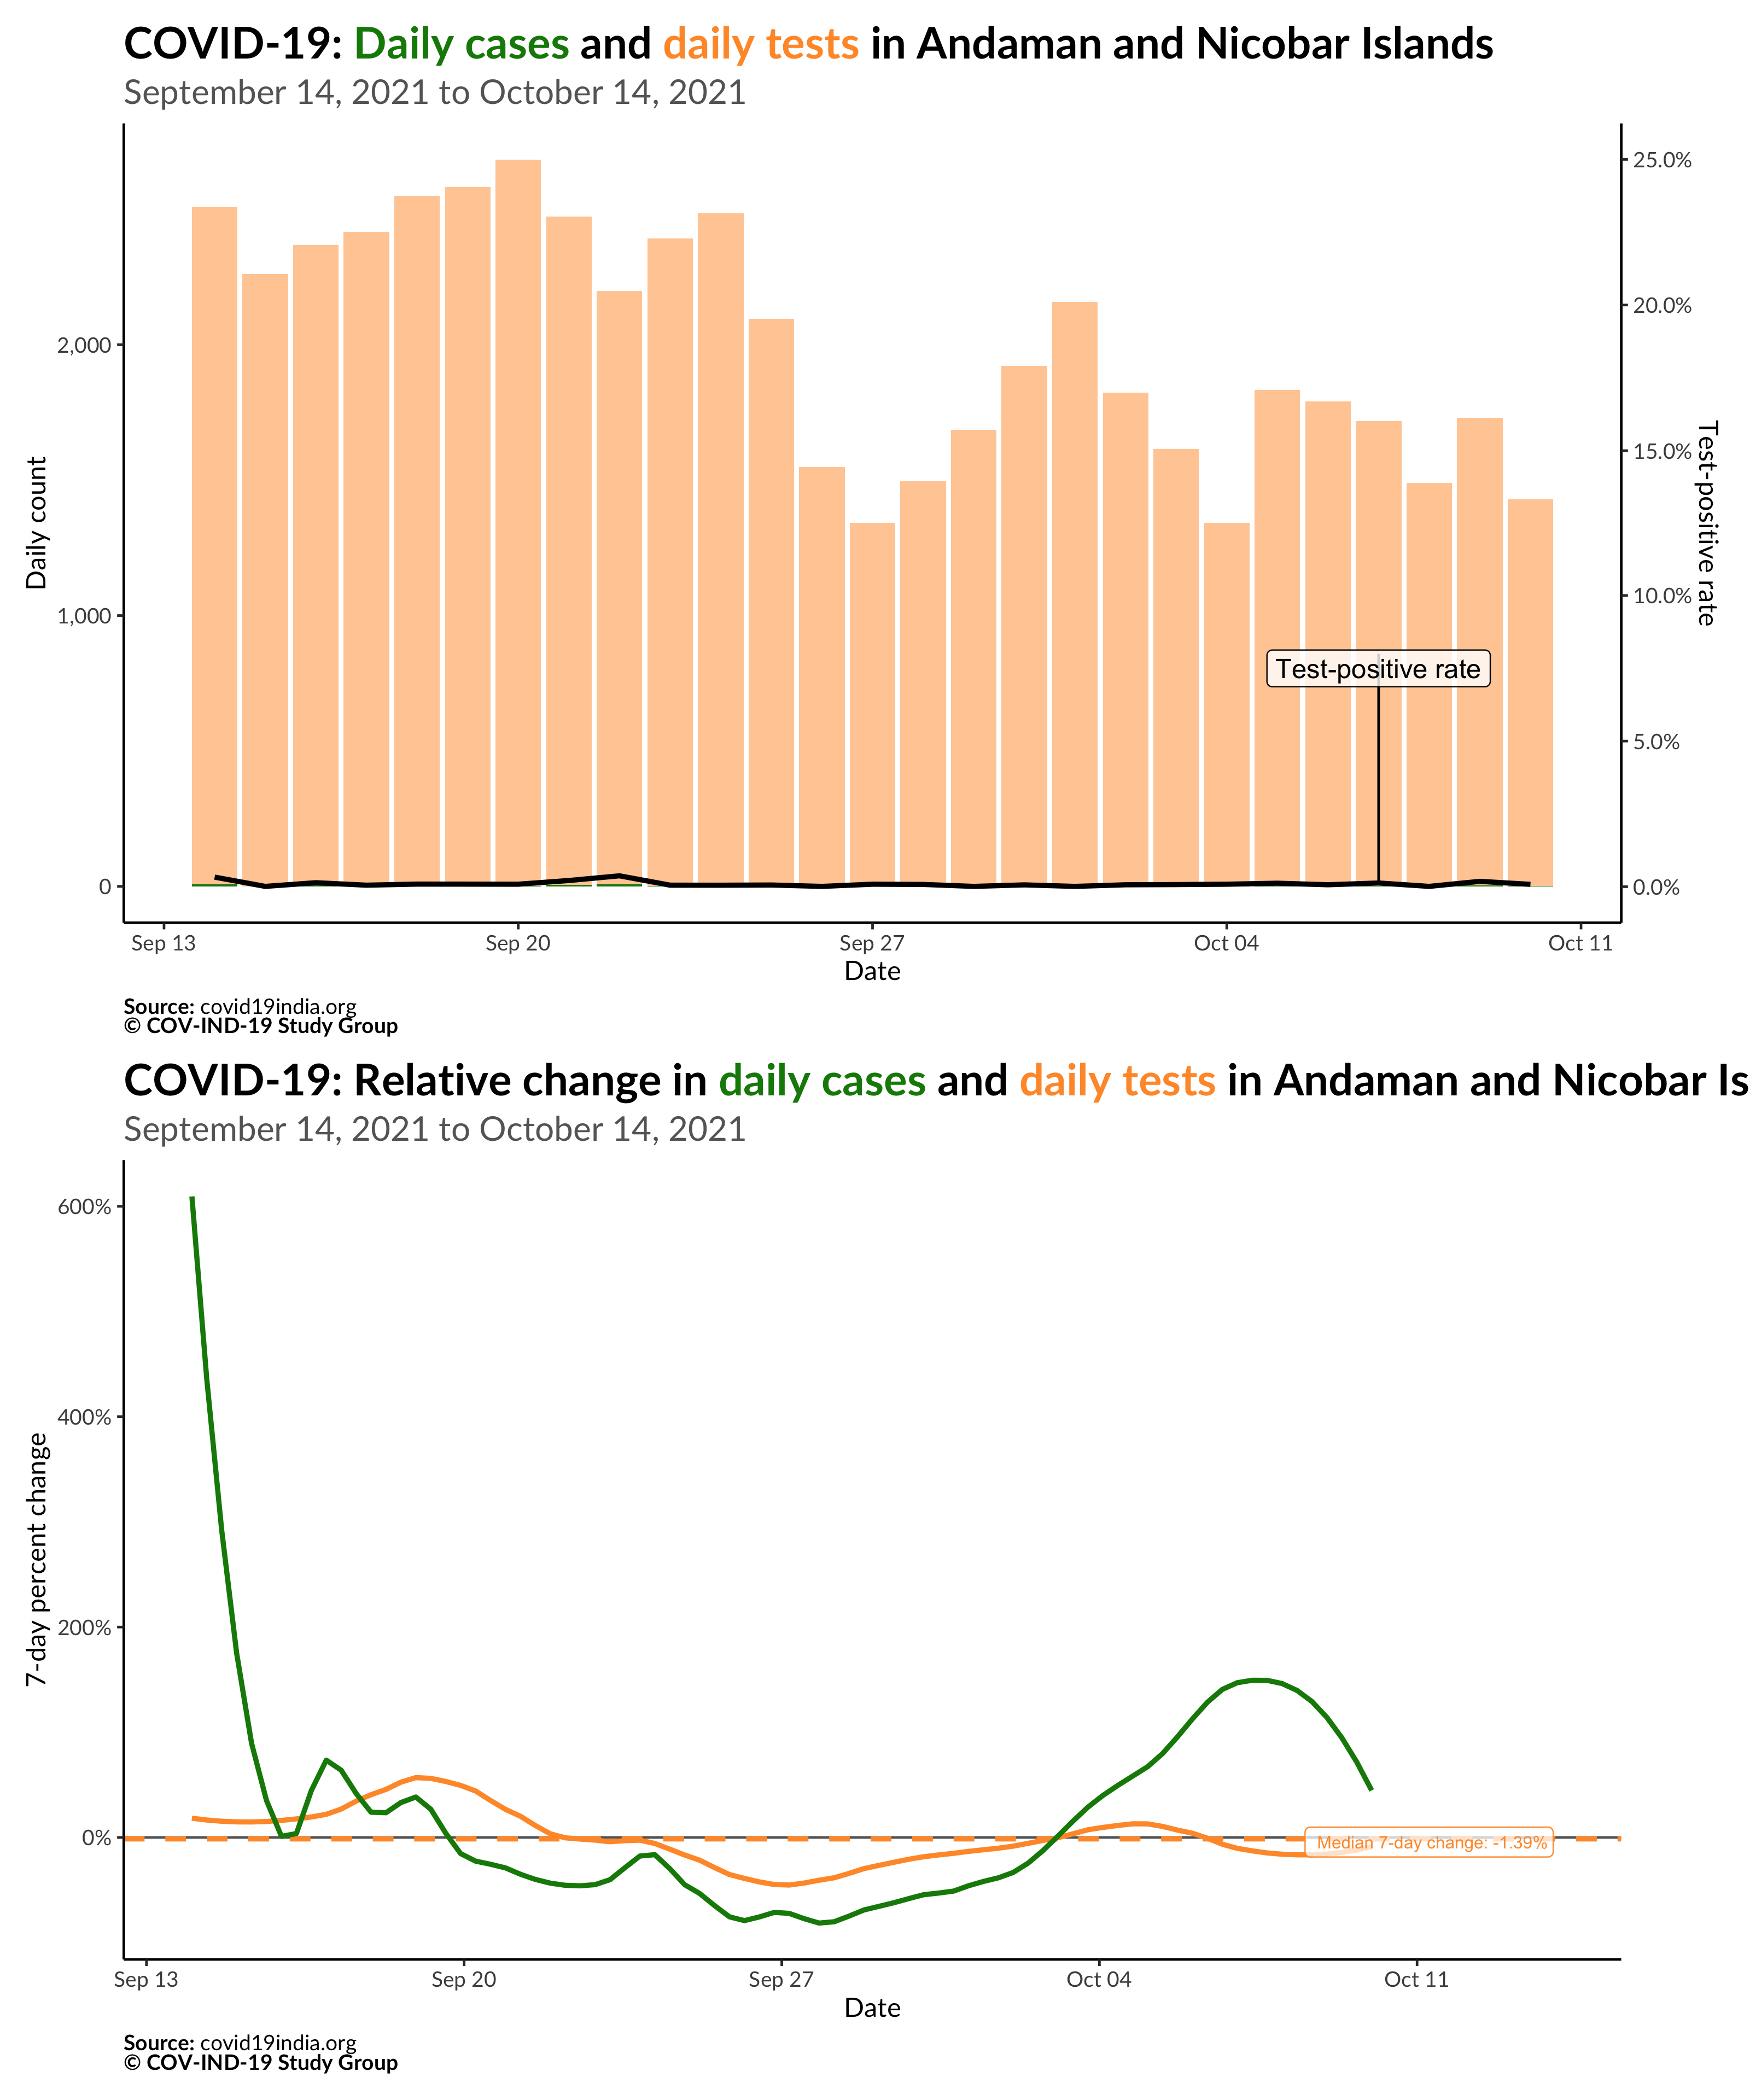 COVID-19: Daily cases and daily tests in Andaman and Nicobar Islands
September 14, 2021 to October 14, 2021
Daily count
2,000
1,000
0
25.0%
20.0%
15.0%
10.0%
5.0%
0.0%
Test-positive rate
Test-positive rate
Sep 13
Sep 20
Sep 27
Oct 04
Oct 11
Date
Source: covid19india.org
© COV-IND-19 Study Group
COVID-19: Relative change in daily cases and daily tests in Andaman and Nicobar Is
September 14, 2021 to October 14, 2021
7-day percent change
600%
400%
200%
0%
Median 7-day change: -1.39%
Sep 13
Sep 20
Sep 27
Oct 04
Oct 11
Date
Source: covid19india.org
© COV-IND-19 Study Group